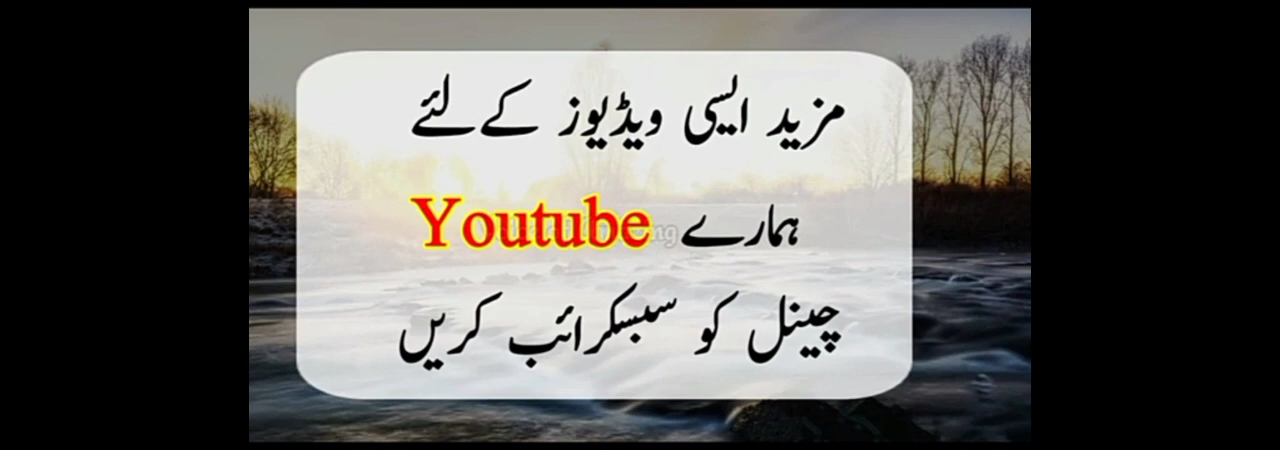 مزید ایسی ویڈیوز کے لئے
ہمارے Youtube
چینل کو سبسکرائب کریں